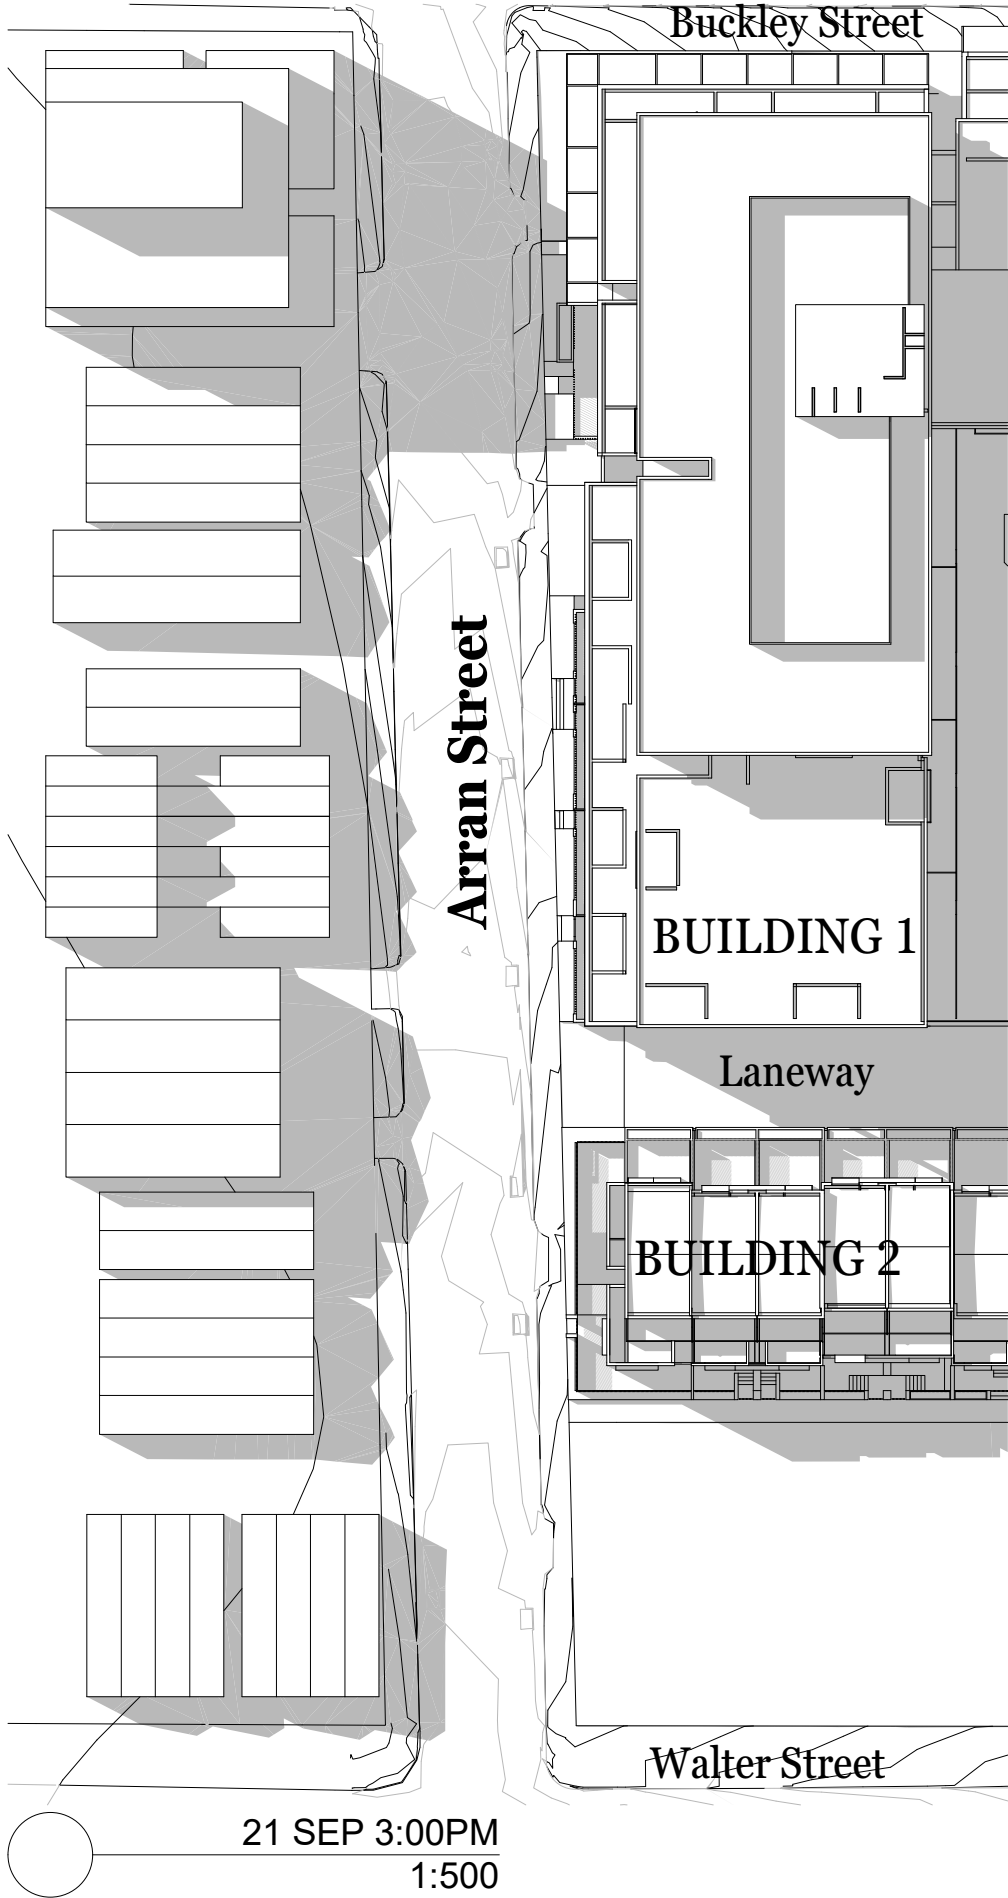 Buckley Street
Arran Street
BUILDING 1
Laneway
BUILDING 2
Walter Street
21 SEP 3:00PM
1:500